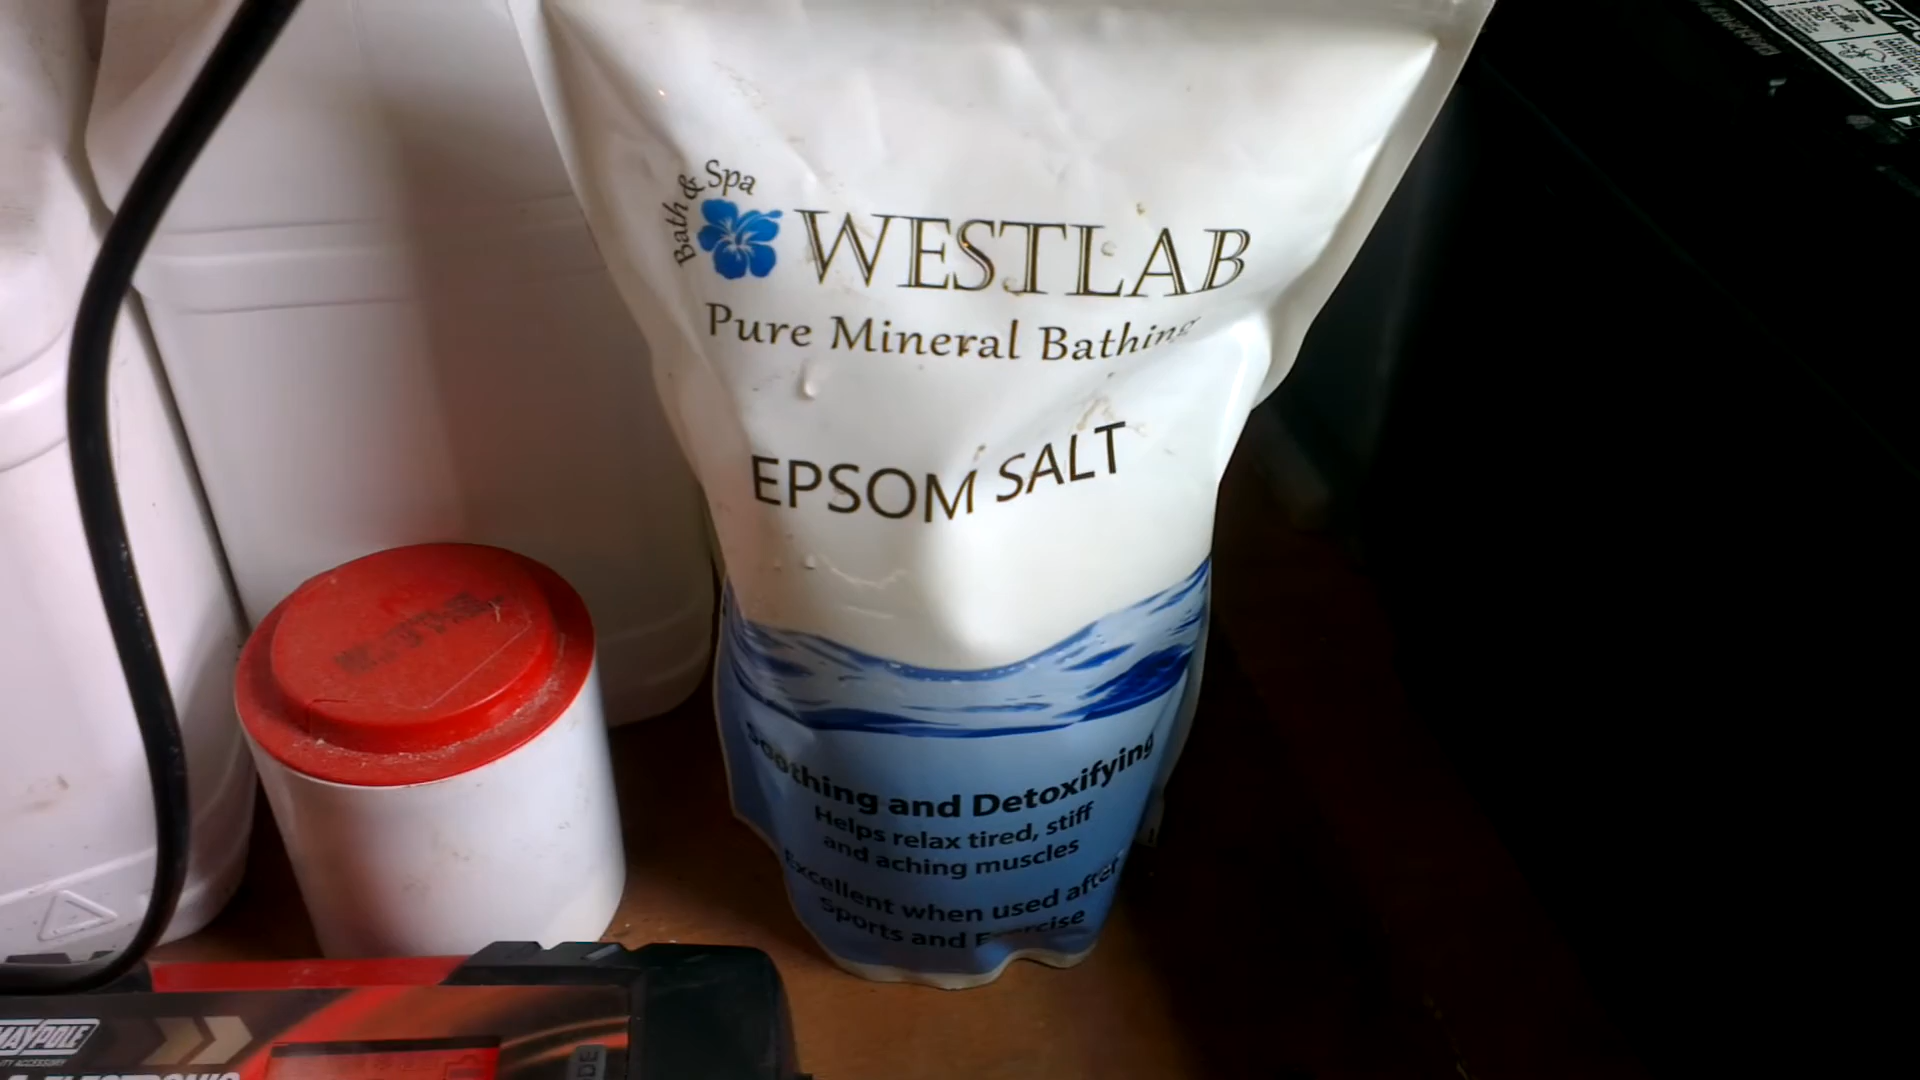 Bath & Spa
WESTLAB
Pure Mineral Bathing
EPSOM SALT
Soothing and Detoxifying
Helps relax tired, stiff
and aching muscles
Excellent when used after
Sports and Exercise
MAYPOLE